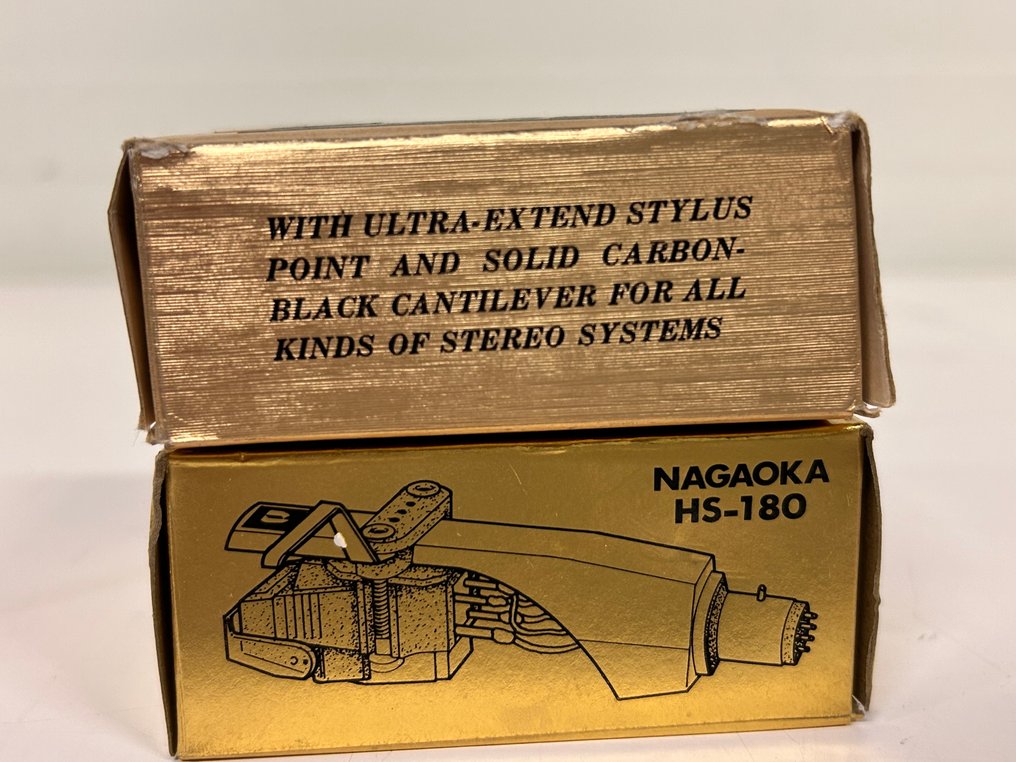 WITH ULTRA-EXTEND STYLUS
POINT AND SOLID CARBON-
BLACK CANTILEVER FOR ALL
KINDS OF STEREO SYSTEMS
NAGAOKA
HS-180